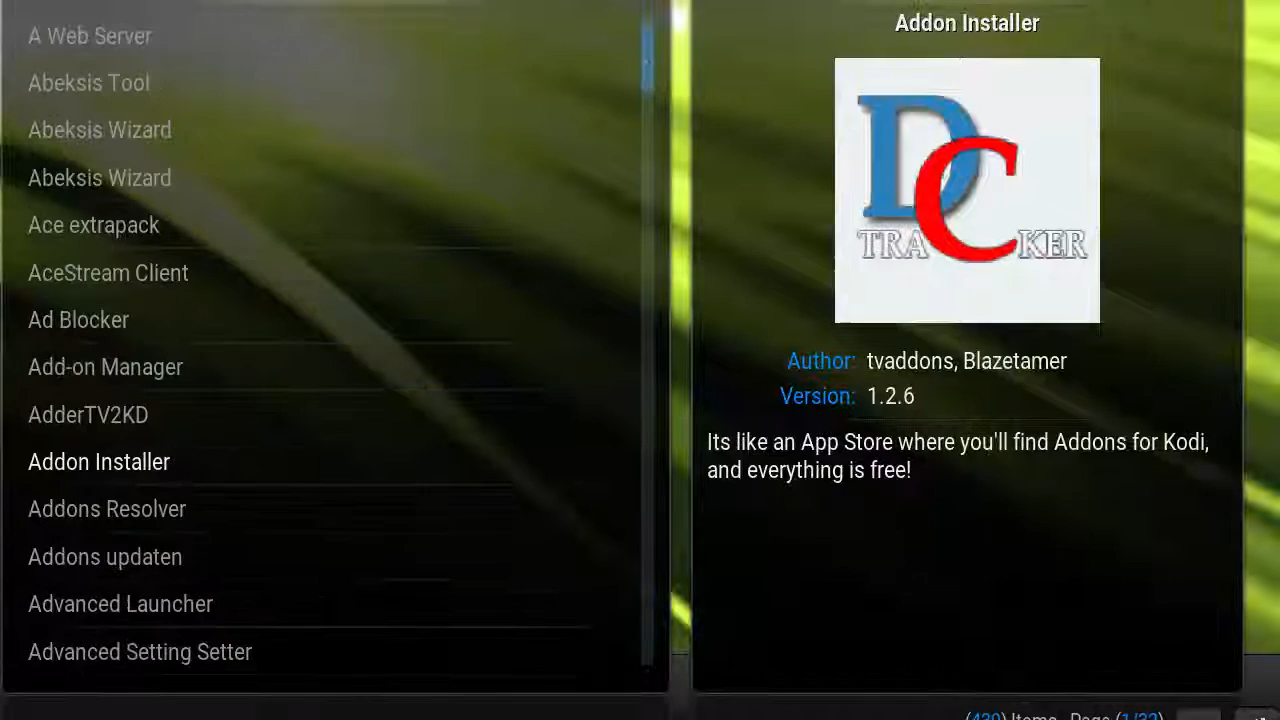 A Web Server
Abeksis Tool
Abeksis Wizard
Abeksis Wizard
Ace extrapack
AceStream Client
Ad Blocker
Add-on Manager
AdderTV2KD
Addon Installer
Addons Resolver
Addons updaten
Advanced Launcher
Advanced Setting Setter
Addon Installer
DC
TRACKER
Author: tvaddons, Blazetamer
Version: 1.2.6
Its like an App Store where you'll find Addons for Kodi,
and everything is free!
(439) Items - Page (1/32)